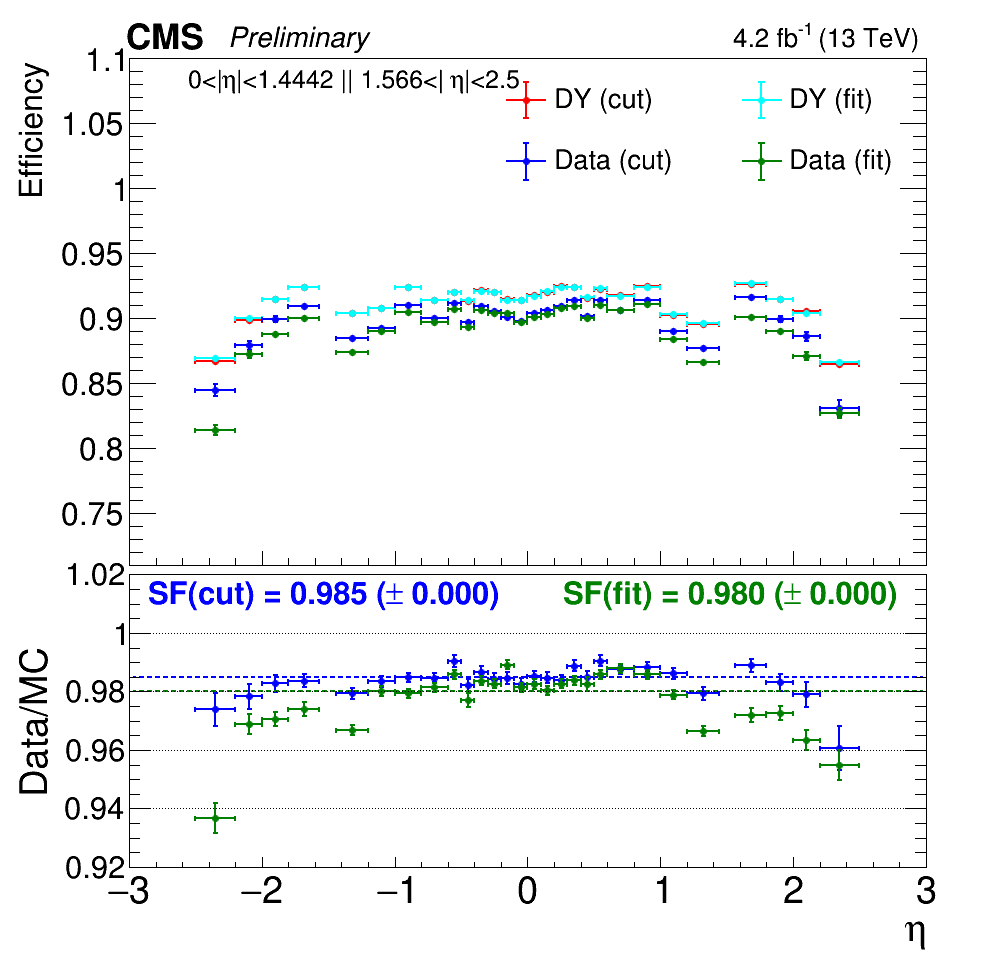 CMS Preliminary 4.2 fb⁻¹ (13 TeV)
Efficiency
0<|η|<1.4442 || 1.566<| η|<2.5
DY (cut) DY (fit)
Data (cut) Data (fit)
1.1
1.05
1
0.95
0.9
0.85
0.8
0.75
SF(cut) = 0.985 (± 0.000) SF(fit) = 0.980 (± 0.000)
Data/MC
1.02
1
0.98
0.96
0.94
0.92
−3 −2 −1 0 1 2 3
η